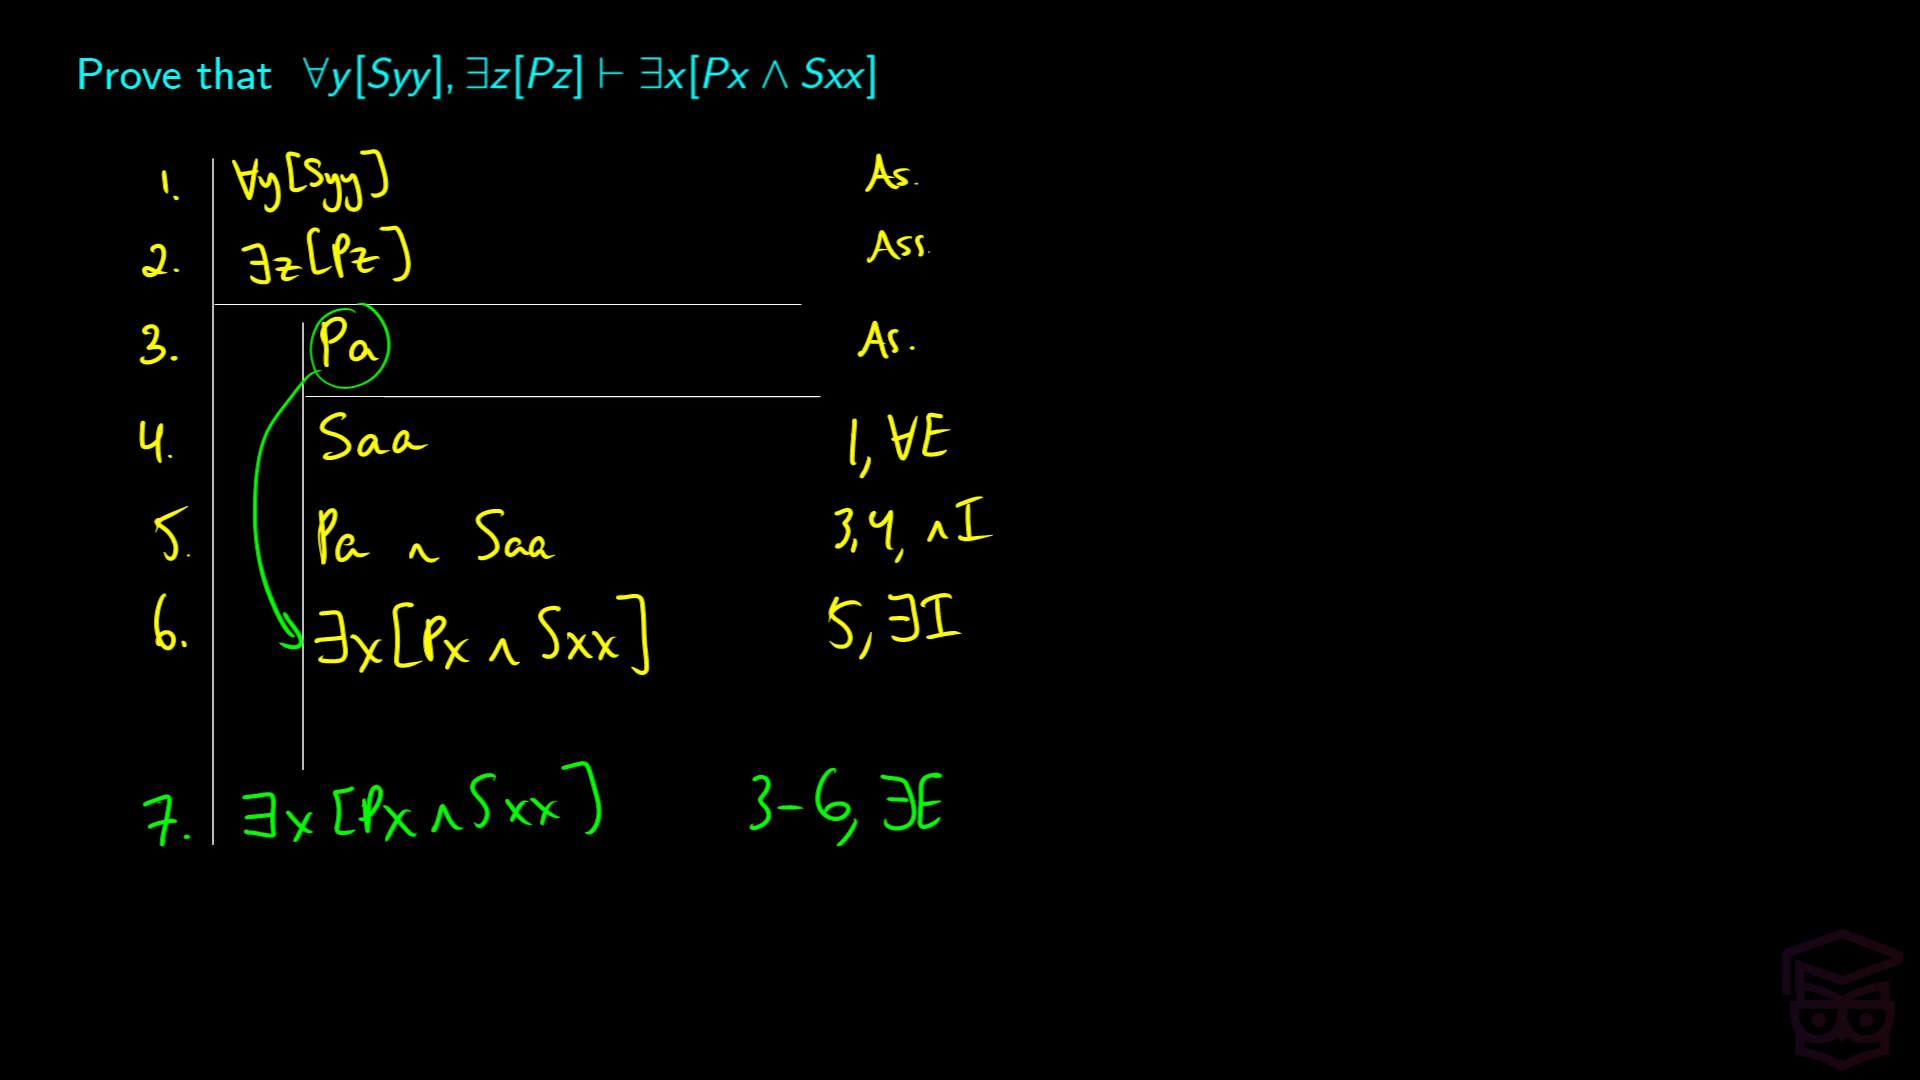 Prove that ∀y[Syy], ∃z[Pz] ⊢ ∃x[Px ∧ Sxx]
1. ∀y[Syy] As.
2. ∃z[Pz] Ass.
3. Pa As.
4. Saa 1, ∀E
5. Pa ∧ Saa 3,4, ∧I
6. ∃x[Px ∧ Sxx] 5, ∃I
7. ∃x[Px ∧ Sxx] 3-6, ∃E